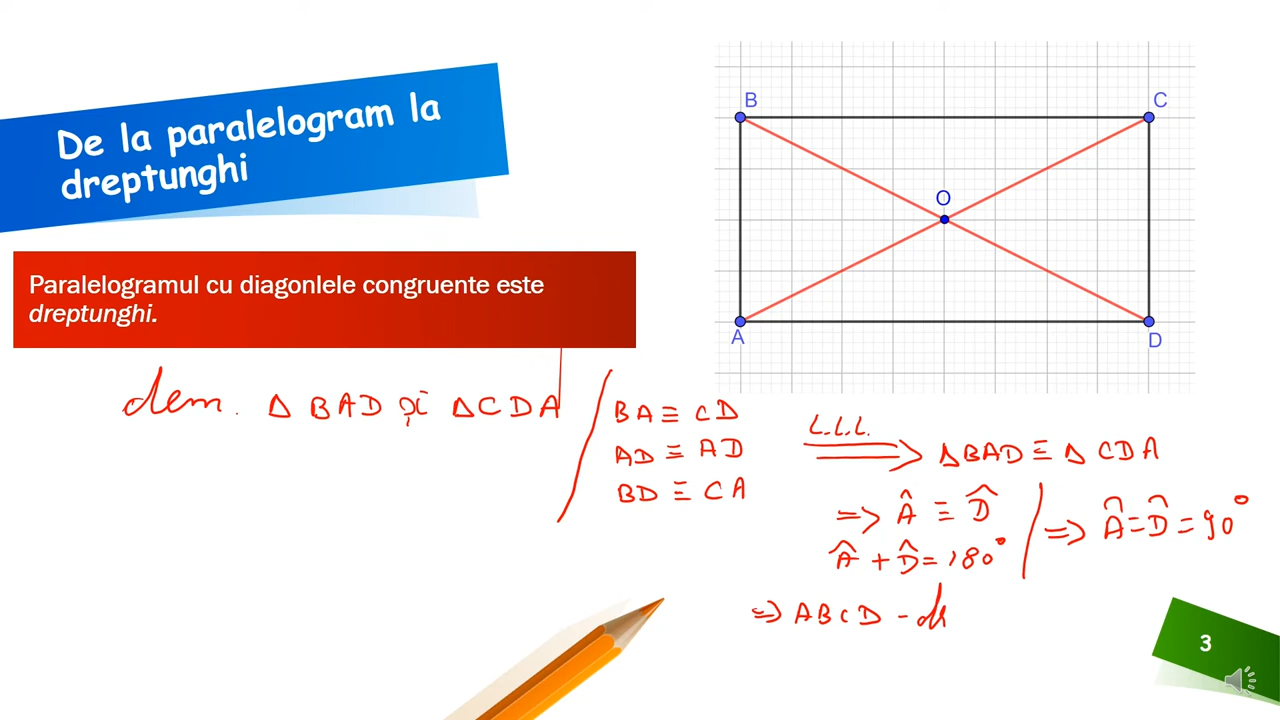 De la paralelogram la
dreptunghi
Paralelogramul cu diagonlele congruente este
dreptunghi.
B
C
O
A
D
dem. Δ BAD și Δ CDA
BA ≡ CD
AD ≡ AD
BD ≡ CA
L.L.L.
=> Δ BAD ≡ Δ CDA
=> Â ≡ D̂
Â + D̂ = 180°
=> Â = D̂ = 90°
=> ABCD - dr
3